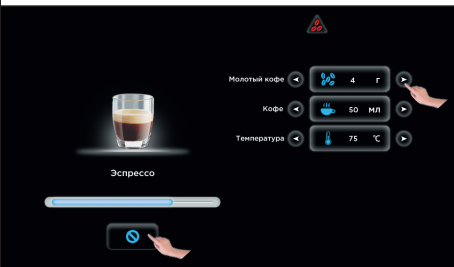 Молотый кофе 4 г
Кофе 50 мл
Температура 75 °C
Эспрессо